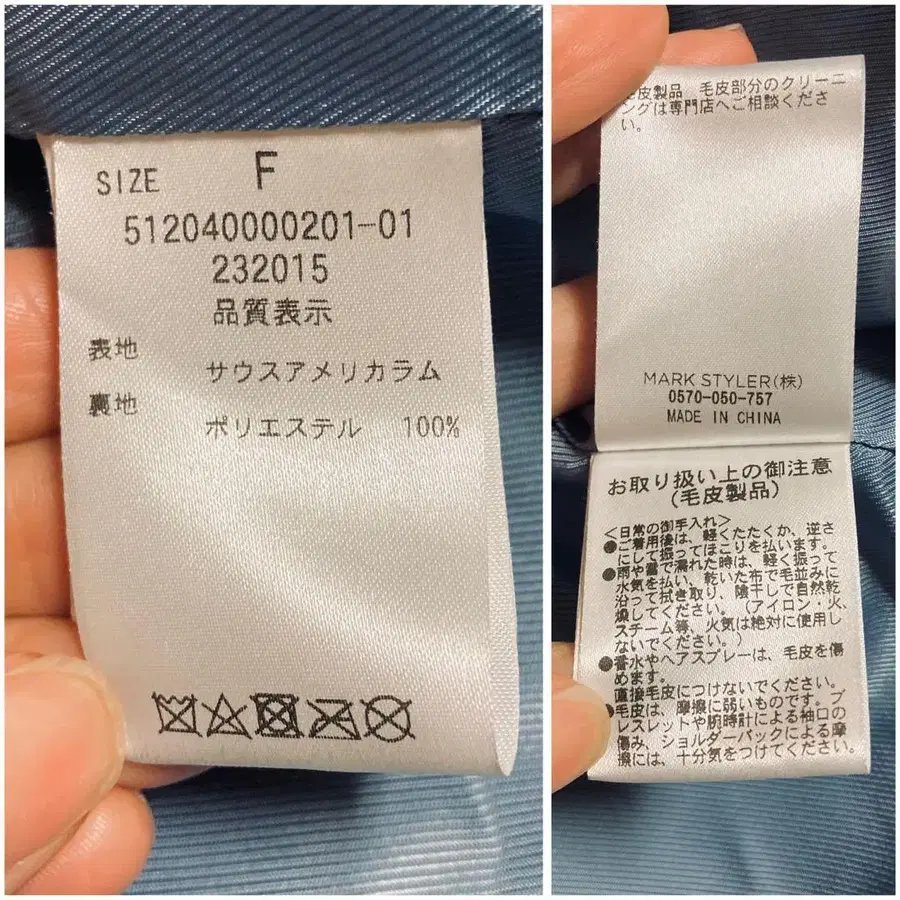 SIZE F
512040000201-01
232015
品質表示
表地
サウスアメリカラム
裏地
ポリエステル 100%
毛皮製品 毛皮部分のクリーニ
ングは専門店へご相談くださ
い。
MARK STYLER(株)
0570-050-757
MADE IN CHINA
お取り扱い上の御注意
(毛皮製品)
<日常の御手入れ>
●ご着用後は、軽くたたくか、逆さ
にして振ってほこりを払います。
●雨や雪で濡れた時は、軽く振って
水気を払い、乾いた布で毛並みに
沿って拭き取り、陰干しで自然乾
燥してください。(アイロン・火、
スチーム等、火気は絶対に使用し
ないでください。)
●香水やヘアスプレーは、毛皮を傷
めます。
直接毛皮につけないでください。
●毛皮は、摩擦に弱いものです。ブ
レスレットや腕時計による袖口の
傷み、ショルダーバックによる摩
擦には、十分気をつけてください。